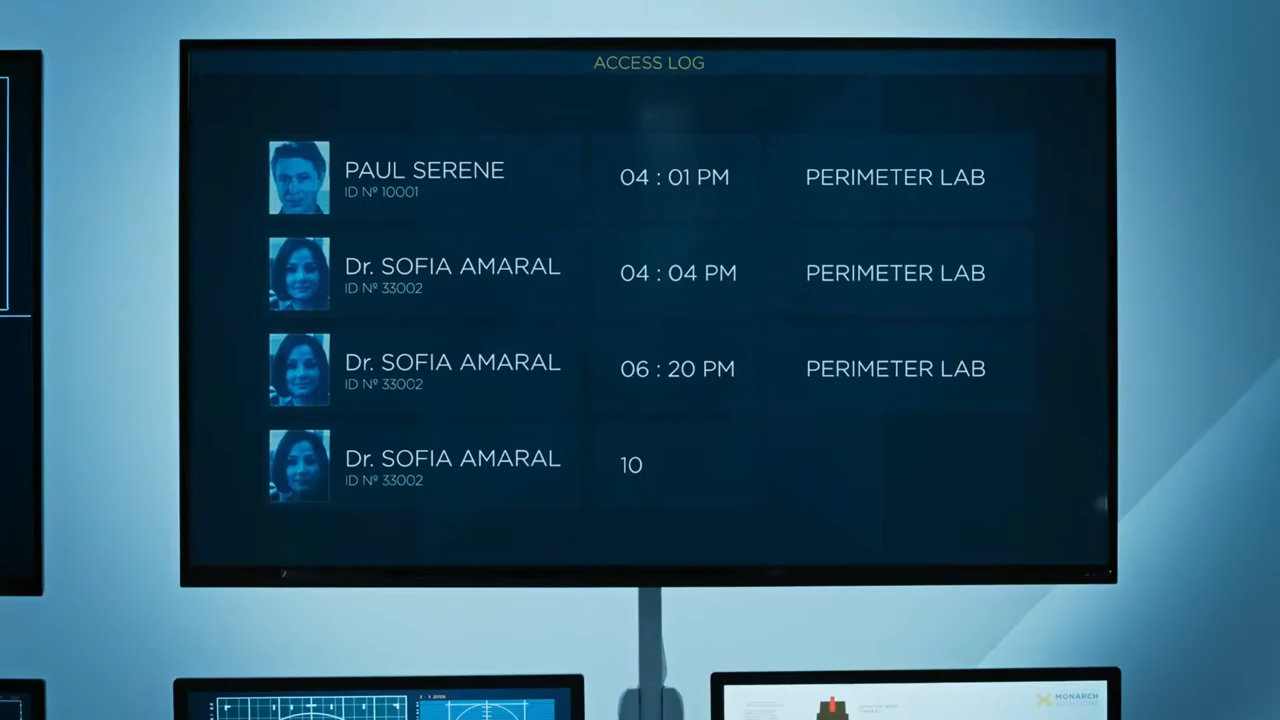 ACCESS LOG
PAUL SERENE
ID Nº 10001
04 : 01 PM
PERIMETER LAB
Dr. SOFIA AMARAL
ID Nº 33002
04 : 04 PM
PERIMETER LAB
Dr. SOFIA AMARAL
ID Nº 33002
06 : 20 PM
PERIMETER LAB
Dr. SOFIA AMARAL
ID Nº 33002
10
MONARCH